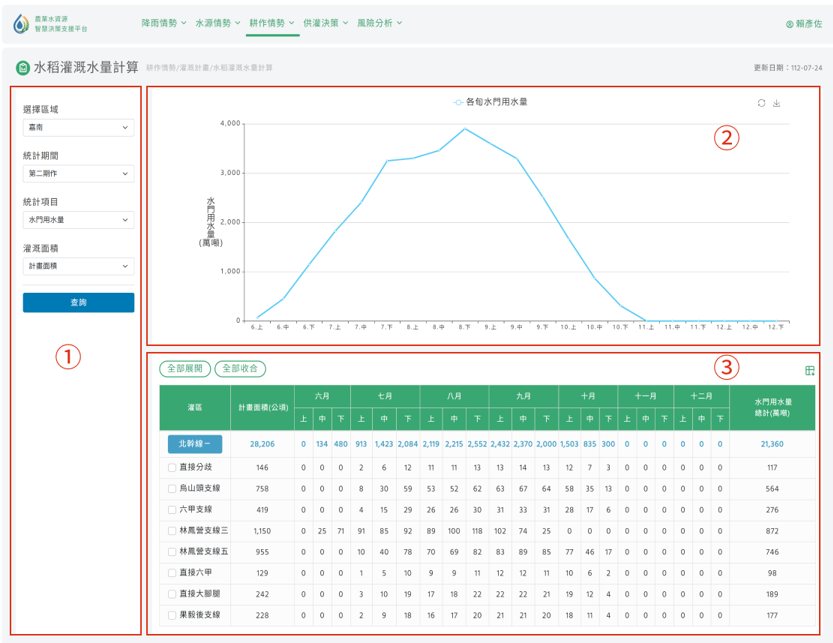 農業水資源
智慧決策支援平台
降雨情勢 水源情勢 耕作情勢 供灌決策 風險分析
賴彥佐
水稻灌溉水量計算 耕作情勢/灌溉計畫/水稻灌溉水量計算
更新日期：112-07-24
選擇區域
嘉南
統計期間
第二期作
統計項目
水門用水量
灌溉面積
計畫面積
查詢
①
各旬水門用水量
②
水門用水量
(萬噸)
4,000
3,000
2,000
1,000
0
6.上 6.中 6.下 7.上 7.中 7.下 8.上 8.中 8.下 9.上 9.中 9.下 10.上 10.中 10.下 11.上 11.中 11.下 12.上 12.中 12.下
全部展開 全部收合
③
灌區 計畫面積(公頃) 六月 七月 八月 九月 十月 十一月 十二月 水門用水量
總計(萬噸)
上 中 下 上 中 下 上 中 下 上 中 下 上 中 下 上 中 下 上 中 下
北幹線－ 28,206 0 134 480 913 1,423 2,084 2,119 2,215 2,552 2,432 2,370 2,000 1,503 835 300 0 0 0 0 0 0 21,360
直接分歧 146 0 0 0 2 6 12 11 11 13 13 14 13 12 7 3 0 0 0 0 0 0 117
烏山頭支線 758 0 0 0 8 30 59 53 52 62 63 67 64 58 35 13 0 0 0 0 0 0 564
六甲支線 419 0 0 0 4 15 29 26 26 30 31 33 31 28 17 6 0 0 0 0 0 0 276
林鳳營支線三 1,150 0 25 71 91 85 92 89 100 118 102 74 25 0 0 0 0 0 0 0 0 0 872
林鳳營支線五 955 0 0 0 10 40 78 70 69 82 83 89 85 77 46 17 0 0 0 0 0 0 746
直接六甲 129 0 0 0 1 5 10 9 9 11 12 12 11 10 6 2 0 0 0 0 0 0 98
直接大腳腿 242 0 0 0 3 10 19 17 18 22 22 22 21 19 12 4 0 0 0 0 0 0 189
果毅後支線 228 0 0 0 2 9 18 16 17 20 21 21 20 18 11 4 0 0 0 0 0 0 177